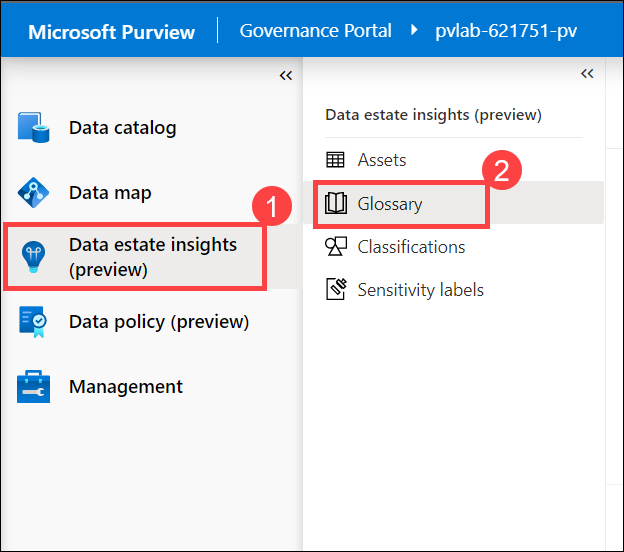 Microsoft Purview | Governance Portal ▸ pvlab-621751-pv
«
«
Data catalog
Data map
1
Data estate insights
(preview)
Data policy (preview)
Management
Data estate insights (preview)
Assets
2
Glossary
Classifications
Sensitivity labels